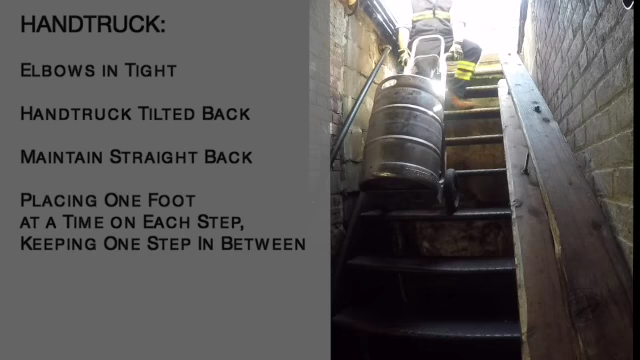 HANDTRUCK:
ELBOWS IN TIGHT
HANDTRUCK TILTED BACK
MAINTAIN STRAIGHT BACK
PLACING ONE FOOT
AT A TIME ON EACH STEP,
KEEPING ONE STEP IN BETWEEN